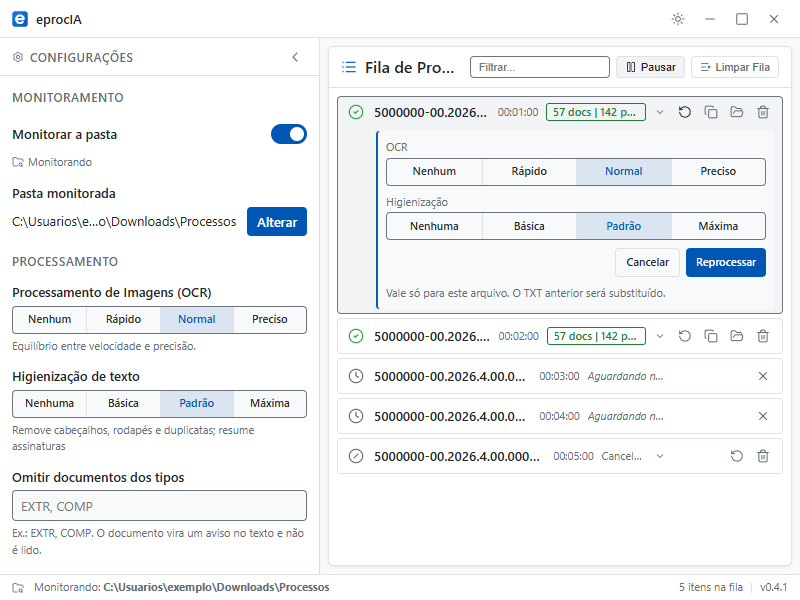 eprocIA
CONFIGURAÇÕES
MONITORAMENTO
Monitorar a pasta
Monitorando
Pasta monitorada
C:\Usuarios\e...o\Downloads\Processos
Alterar
PROCESSAMENTO
Processamento de Imagens (OCR)
Nenhum Rápido Normal Preciso
Equilíbrio entre velocidade e precisão.
Higienização de texto
Nenhuma Básica Padrão Máxima
Remove cabeçalhos, rodapés e duplicatas; resume
assinaturas
Omitir documentos dos tipos
EXTR, COMP
Ex.: EXTR, COMP. O documento vira um aviso no texto e não
é lido.
Fila de Pro... Filtrar... Pausar Limpar Fila
5000000-00.2026... 00:01:00 57 docs | 142 p...
OCR
Nenhum Rápido Normal Preciso
Higienização
Nenhuma Básica Padrão Máxima
Cancelar Reprocessar
Vale só para este arquivo. O TXT anterior será substituído.
5000000-00.2026.... 00:02:00 57 docs | 142 p...
5000000-00.2026.4.00.0... 00:03:00 Aguardando n...
5000000-00.2026.4.00.0... 00:04:00 Aguardando n...
5000000-00.2026.4.00.000... 00:05:00 Cancel...
Monitorando: C:\Usuarios\exemplo\Downloads\Processos
5 itens na fila v0.4.1